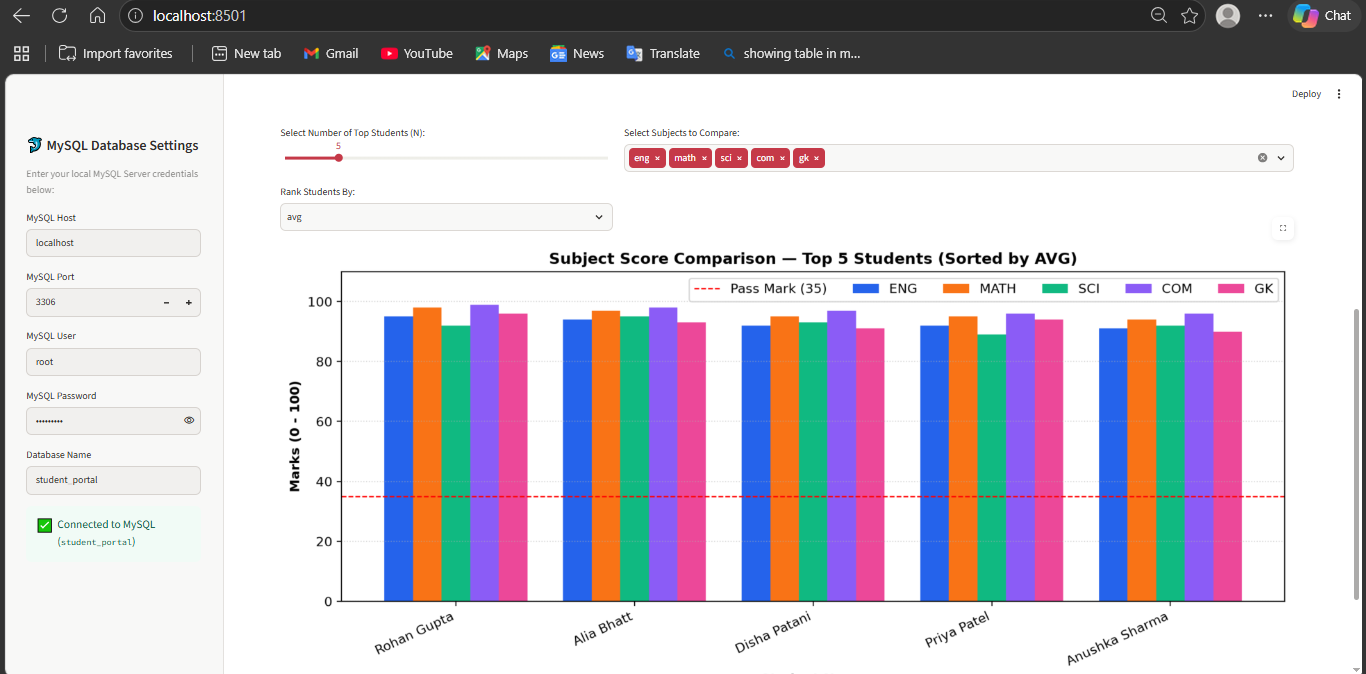 localhost:8501
Chat
Import favorites
New tab
Gmail
YouTube
Maps
News
Translate
showing table in m...
Deploy
MySQL Database Settings
Enter your local MySQL Server credentials
below:
MySQL Host
localhost
MySQL Port
3306
MySQL User
root
MySQL Password
•••••••••
Database Name
student_portal
Connected to MySQL
(student_portal)
Select Number of Top Students (N):
5
Select Subjects to Compare:
eng × math × sci × com × gk ×
Rank Students By:
avg
Subject Score Comparison — Top 5 Students (Sorted by AVG)
Pass Mark (35) ENG MATH SCI COM GK
Marks (0 - 100)
100
80
60
40
20
0
Rohan Gupta
Alia Bhatt
Disha Patani
Priya Patel
Anushka Sharma